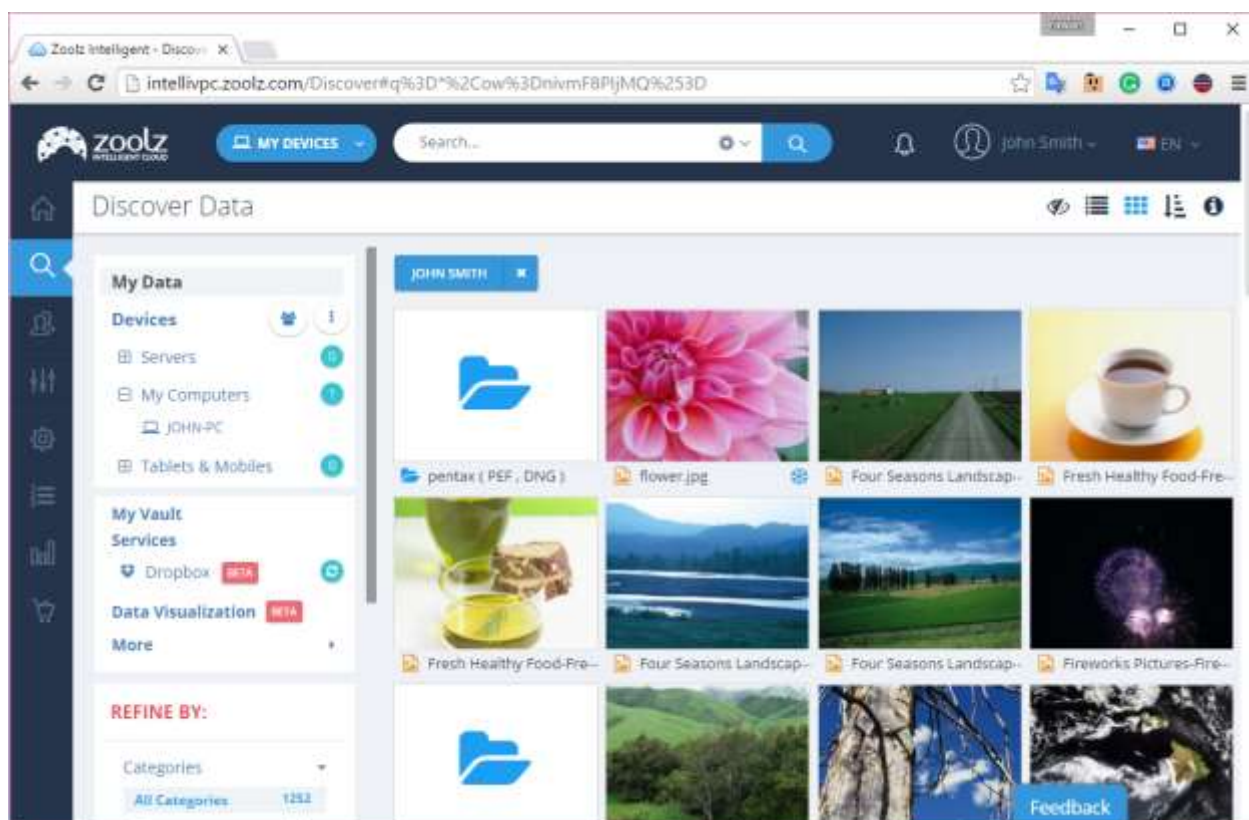 Zoolz Intelligent - Discov
intellivpc.zoolz.com/Discover#q%3D*%2Cow%3DnivmF8PljMQ%253D
zoolz
INTELLIGENT CLOUD
MY DEVICES
Search...
John Smith
EN
Discover Data
My Data
Devices
Servers
0
My Computers
1
JOHN-PC
Tablets & Mobiles
0
My Vault
Services
Dropbox BETA
Data Visualization BETA
More
REFINE BY:
Categories
All Categories 1252
JOHN SMITH
pentax ( PEF , DNG )
flower.jpg
Four Seasons Landscap--
Fresh Healthy Food-Fre--
Fresh Healthy Food-Fre--
Four Seasons Landscap--
Four Seasons Landscap--
Fireworks Pictures-Fire--
Feedback